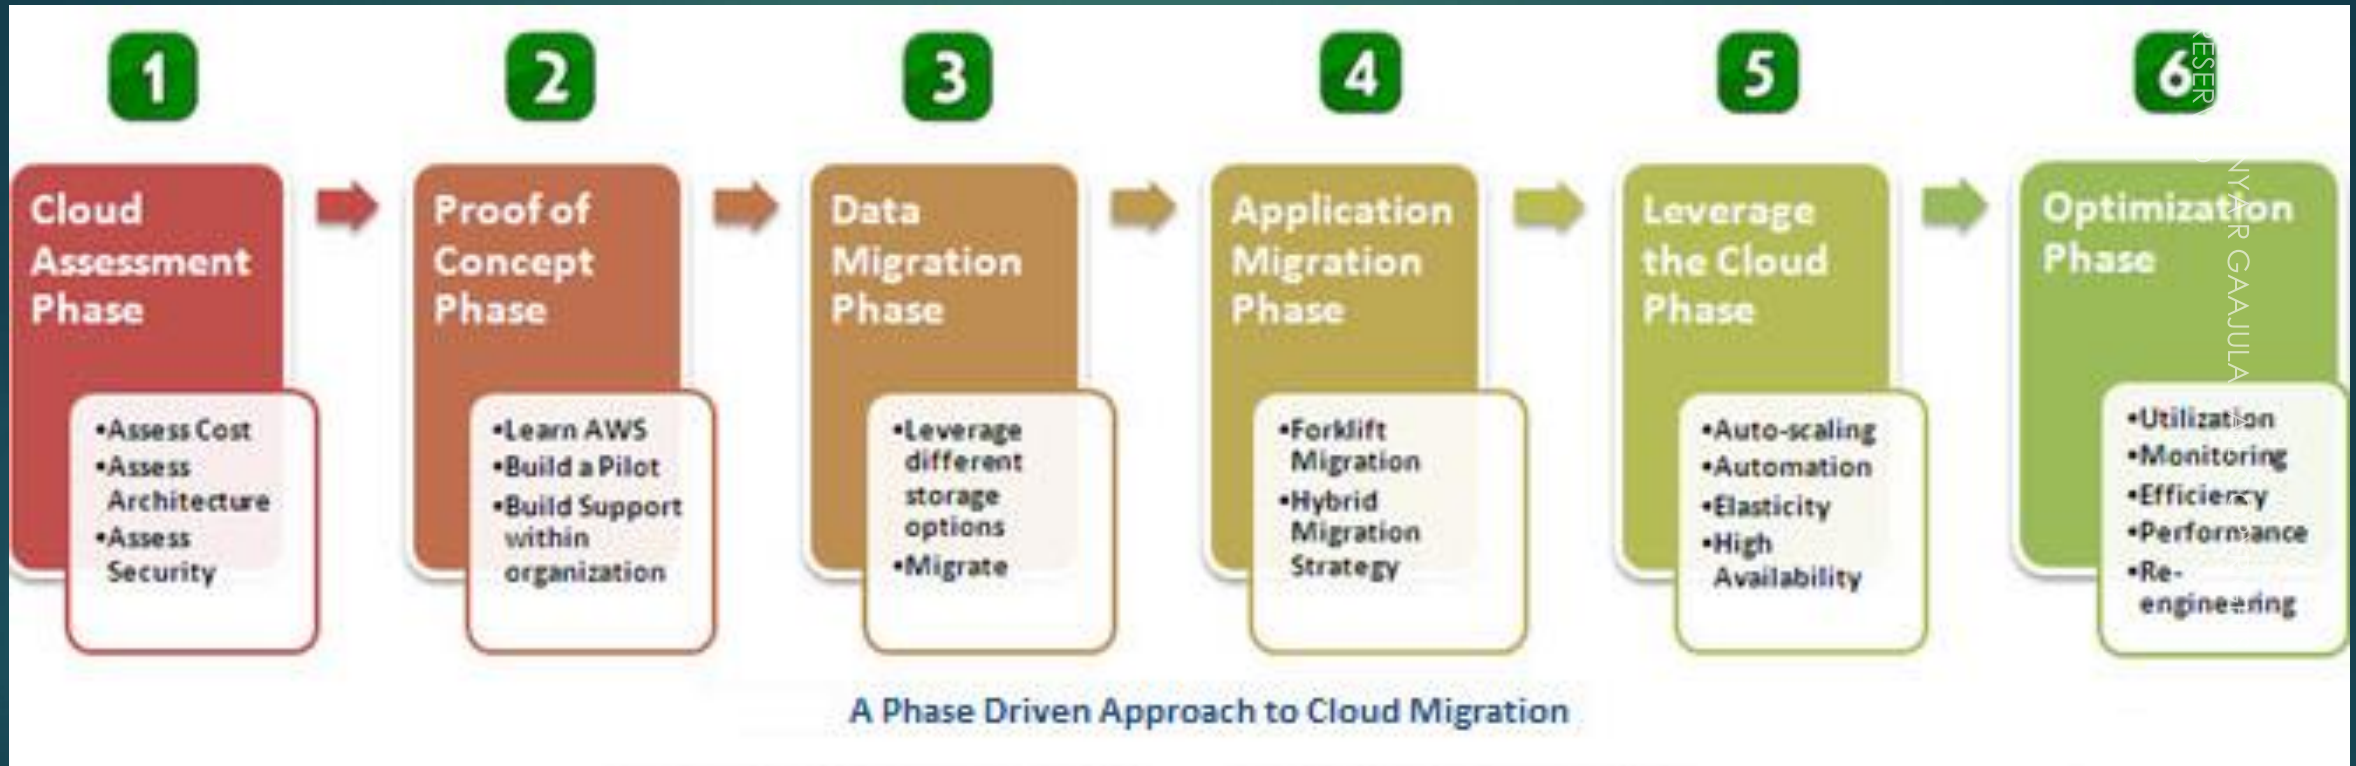 1
2
3
4
5
6
Cloud
Assessment
Phase
•Assess Cost
•Assess
Architecture
•Assess
Security
Proof of
Concept
Phase
•Learn AWS
•Build a Pilot
•Build Support
within
organization
Data
Migration
Phase
•Leverage
different
storage
options
•Migrate
Application
Migration
Phase
•Forklift
Migration
•Hybrid
Migration
Strategy
Leverage
the Cloud
Phase
•Auto-scaling
•Automation
•Elasticity
•High
Availability
Optimization
Phase
•Utilization
•Monitoring
•Efficiency
•Performance
•Re-
engineering
A Phase Driven Approach to Cloud Migration
GAAJULA